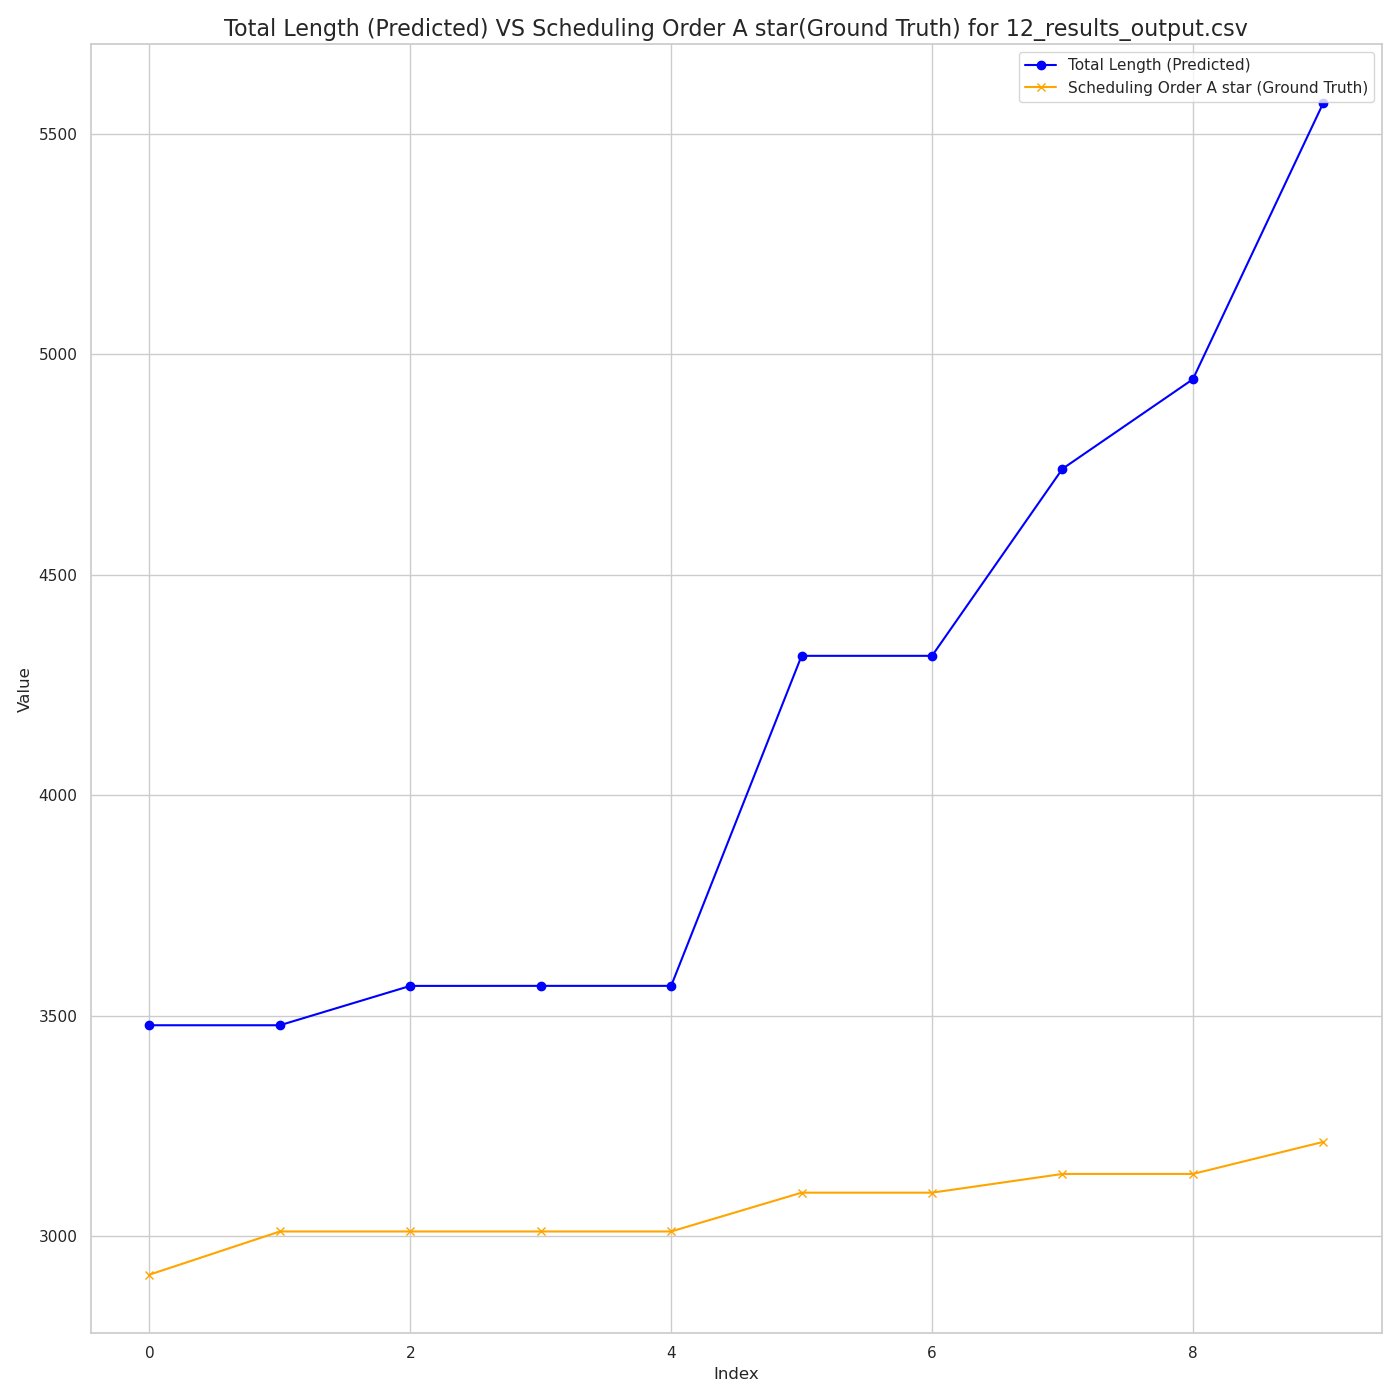 Total Length (Predicted) VS Scheduling Order A star(Ground Truth) for 12_results_output.csv
Total Length (Predicted)
Scheduling Order A star (Ground Truth)
5500
5000
4500
4000
3500
3000
Value
0 2 4 6 8
Index